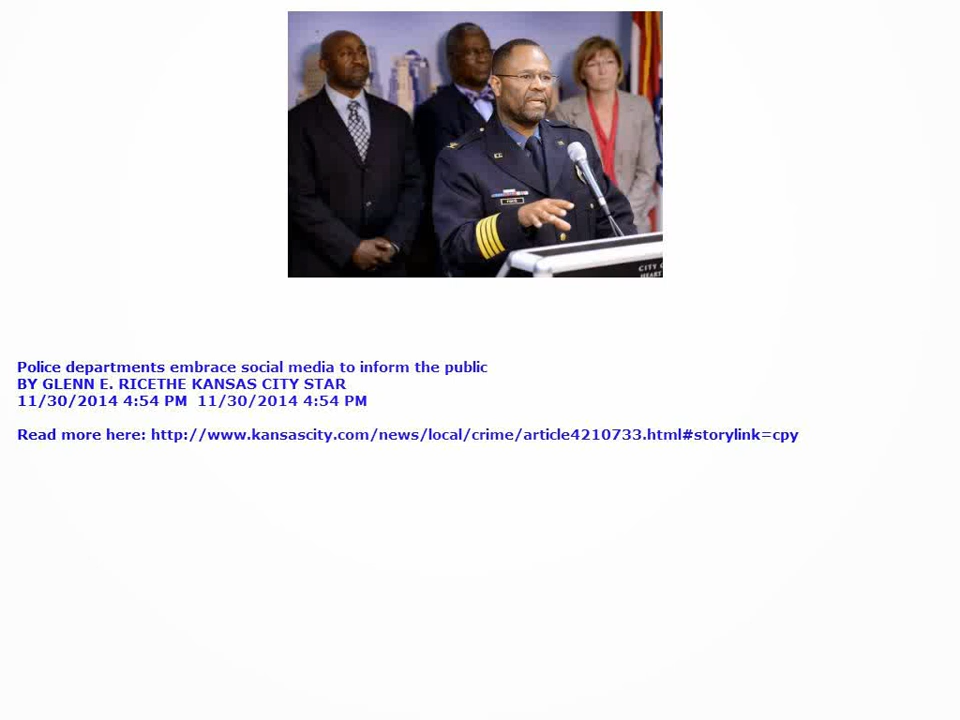 CITY
HEART
Police departments embrace social media to inform the public
BY GLENN E. RICETHE KANSAS CITY STAR
11/30/2014 4:54 PM  11/30/2014 4:54 PM
Read more here: http://www.kansascity.com/news/local/crime/article4210733.html#storylink=cpy